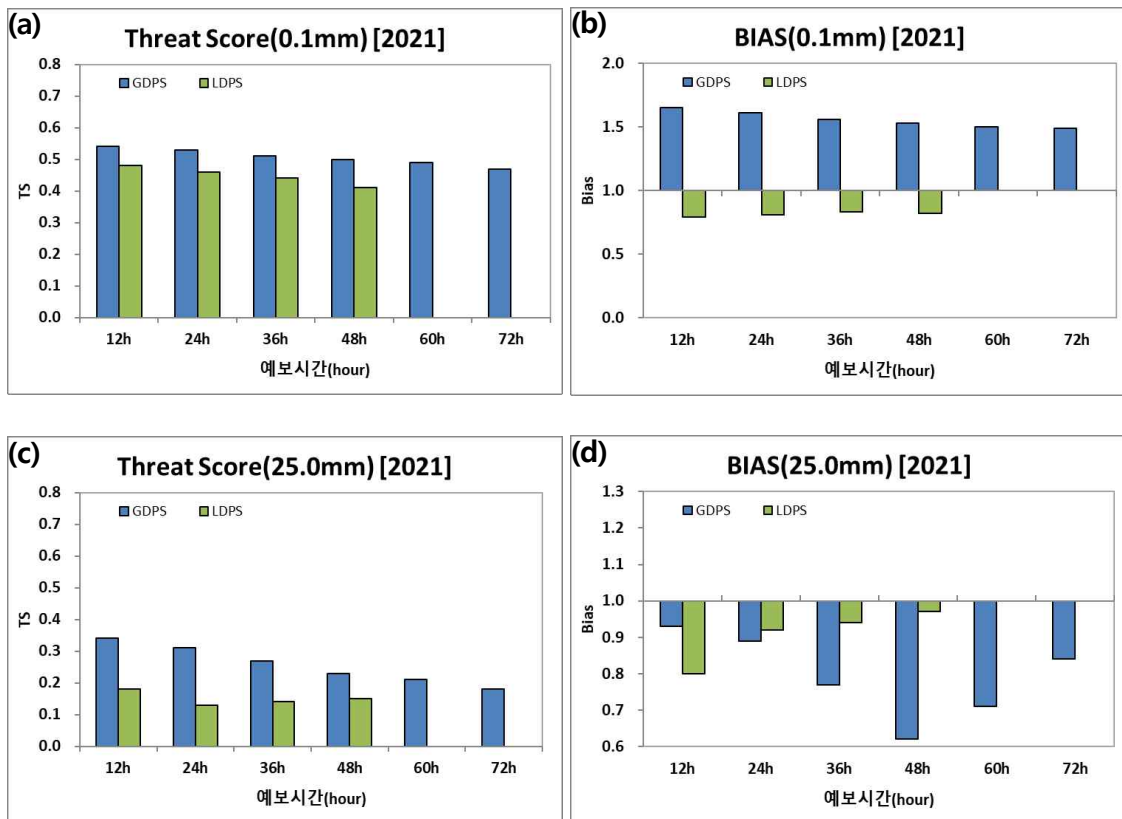 (a)
Threat Score(0.1mm) [2021]
GDPS LDPS
0.8
0.7
0.6
0.5
0.4
0.3
0.2
0.1
0.0
TS
12h 24h 36h 48h 60h 72h
예보시간(hour)
(b)
BIAS(0.1mm) [2021]
GDPS LDPS
2.0
1.5
1.0
0.5
0.0
Bias
12h 24h 36h 48h 60h 72h
예보시간(hour)
(c)
Threat Score(25.0mm) [2021]
GDPS LDPS
0.8
0.7
0.6
0.5
0.4
0.3
0.2
0.1
0.0
TS
12h 24h 36h 48h 60h 72h
예보시간(hour)
(d)
BIAS(25.0mm) [2021]
GDPS LDPS
1.3
1.2
1.1
1.0
0.9
0.8
0.7
0.6
Bias
12h 24h 36h 48h 60h 72h
예보시간(hour)